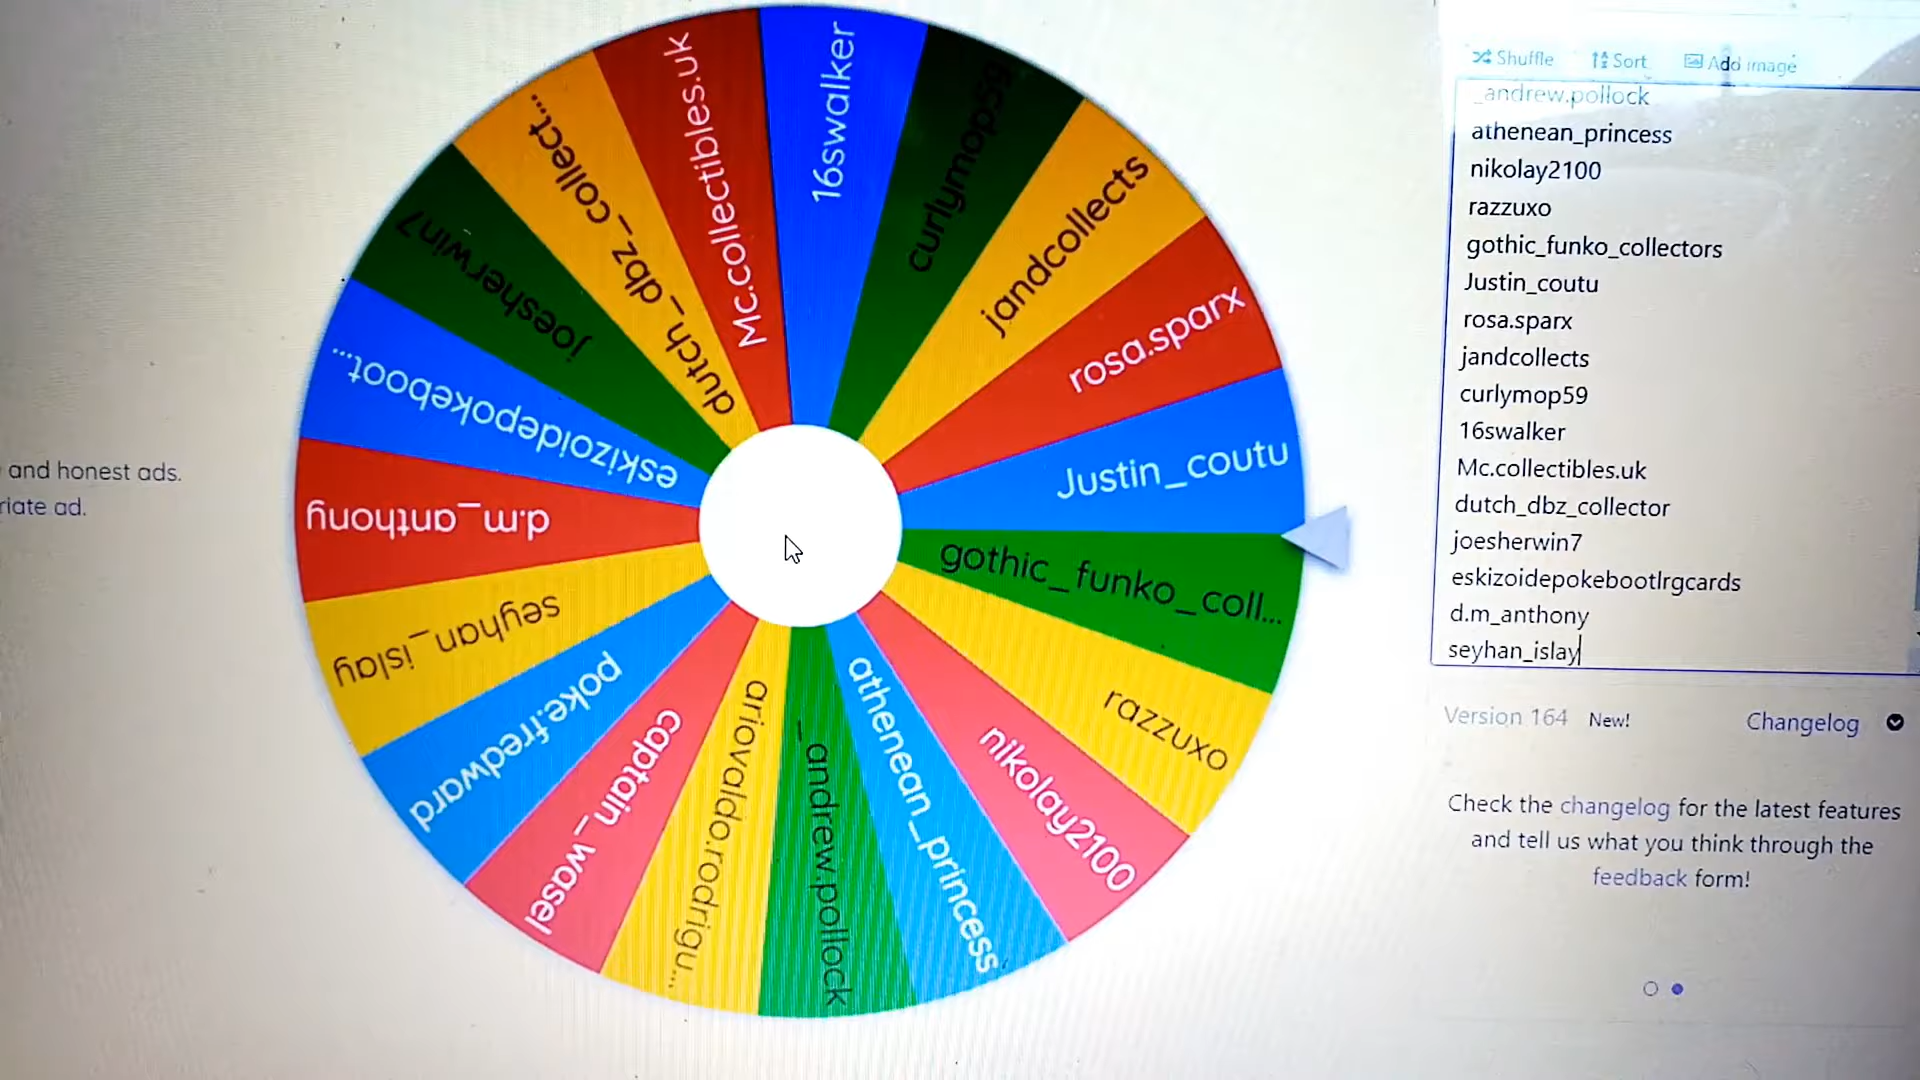 Shuffle Sort Add image
_andrew.pollock
athenean_princess
nikolay2100
razzuxo
gothic_funko_collectors
Justin_coutu
rosa.sparx
jandcollects
curlymop59
16swalker
Mc.collectibles.uk
dutch_dbz_collector
joesherwin7
eskizoidepokebootlrgcards
d.m_anthony
seyhan_islay
Version 164 New! Changelog
Check the changelog for the latest features
and tell us what you think through the
feedback form!
and honest ads.
riate ad.
16swalker
curlymop59
jandcollects
rosa.sparx
Justin_coutu
gothic_funko_coll...
razzuxo
nikolay2100
athenean_princess
_andrew.pollock
ariovaldo.rodrigu...
captain_wasel
poke.fredward
seyhan_islay
d.m_anthony
eskizoidepokeboot...
joesherwin7
dutch_dbz_collect...
Mc.collectibles.uk